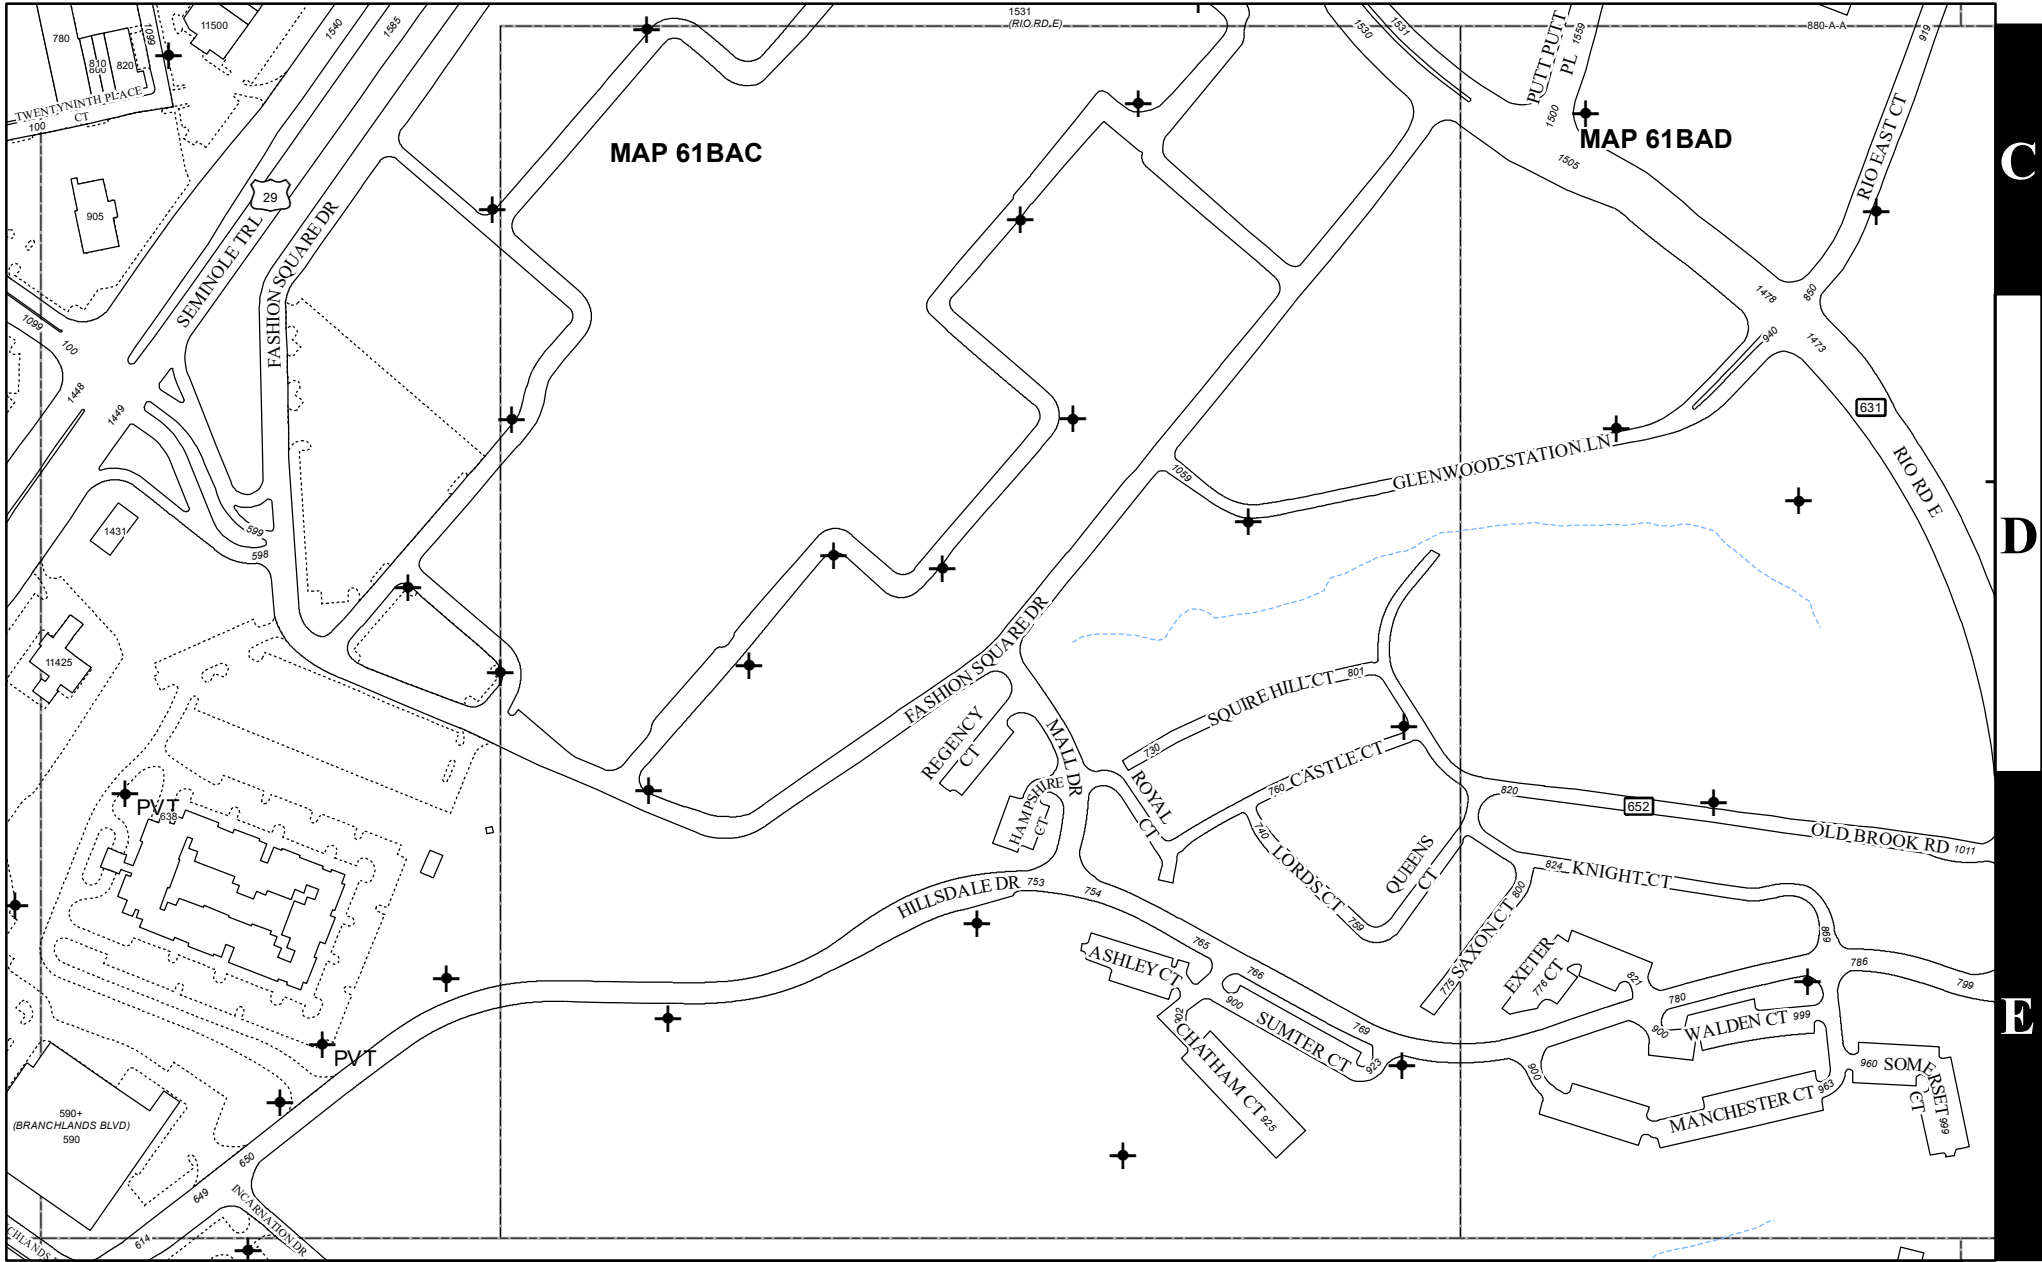 1531
(RIO RD E)
880-A-A
919
780
810
800
820
1090
11500
1540
1585
1530
1531
PUTT PUTT
PL
1559
1500
1505
TWENTYNINTH PLACE
CT
100
MAP 61BAC
MAP 61BAD
RIO EAST CT
C
905
29
SEMINOLE TRL
FASHION SQUARE DR
1478
850
1099
100
940
1473
1448
1449
631
RIO RD E
1059
GLENWOOD STATION LN
1431
599
598
D
11425
FASHION SQUARE DR
SQUIRE HILL CT
801
730
REGENCY
CT
MALL DR
ROYAL
CT
CASTLE CT
760
HAMPSHIRE
CT
820
652
OLD BROOK RD
1011
PVT
638
740
LORDS CT
759
QUEENS
CT
824
KNIGHT CT
869
HILLSDALE DR
753
754
765
766
769
800
SAXON CT
775
EXETER
776 CT
821
786
799
780
ASHLEY CT
900
SUMTER CT
923
902
CHATHAM CT
925
900
WALDEN CT
999
900
MANCHESTER CT
963
960
SOMERSET
CT
999
E
PVT
590+
(BRANCHLANDS BLVD)
590
650
649
614
INCARNATION DR
CHLANDS